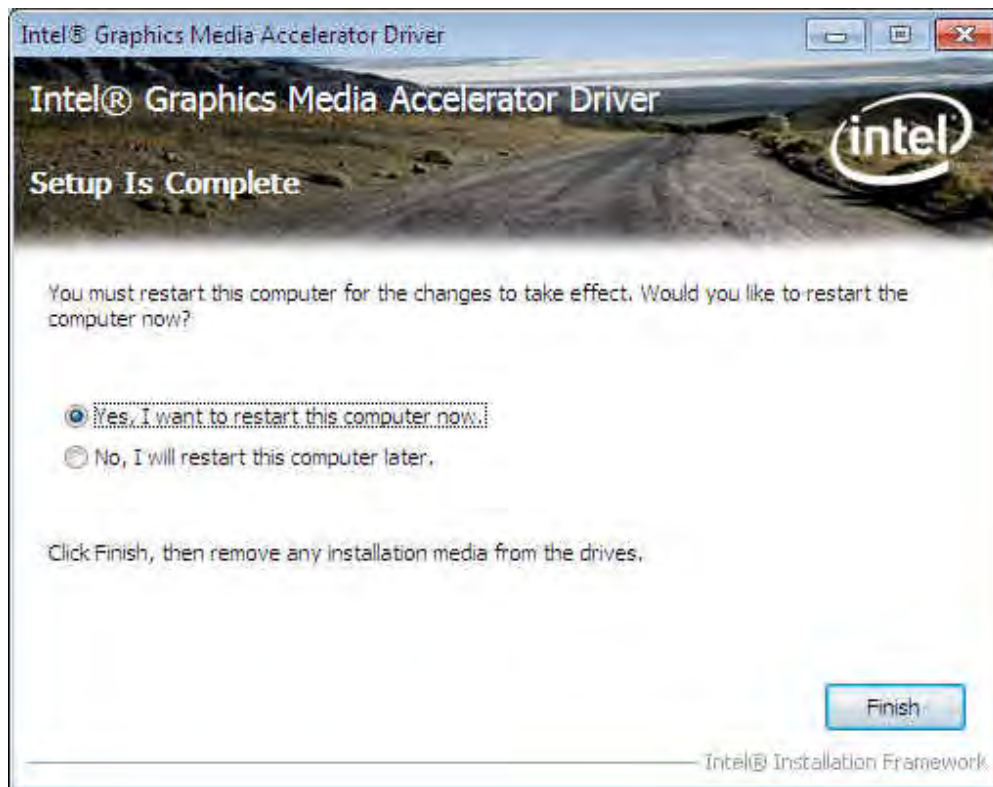 Intel® Graphics Media Accelerator Driver
Intel® Graphics Media Accelerator Driver
intel
Setup Is Complete
You must restart this computer for the changes to take effect. Would you like to restart the
computer now?
Yes, I want to restart this computer now.
No, I will restart this computer later.
Click Finish, then remove any installation media from the drives.
Finish
Intel® Installation Framework